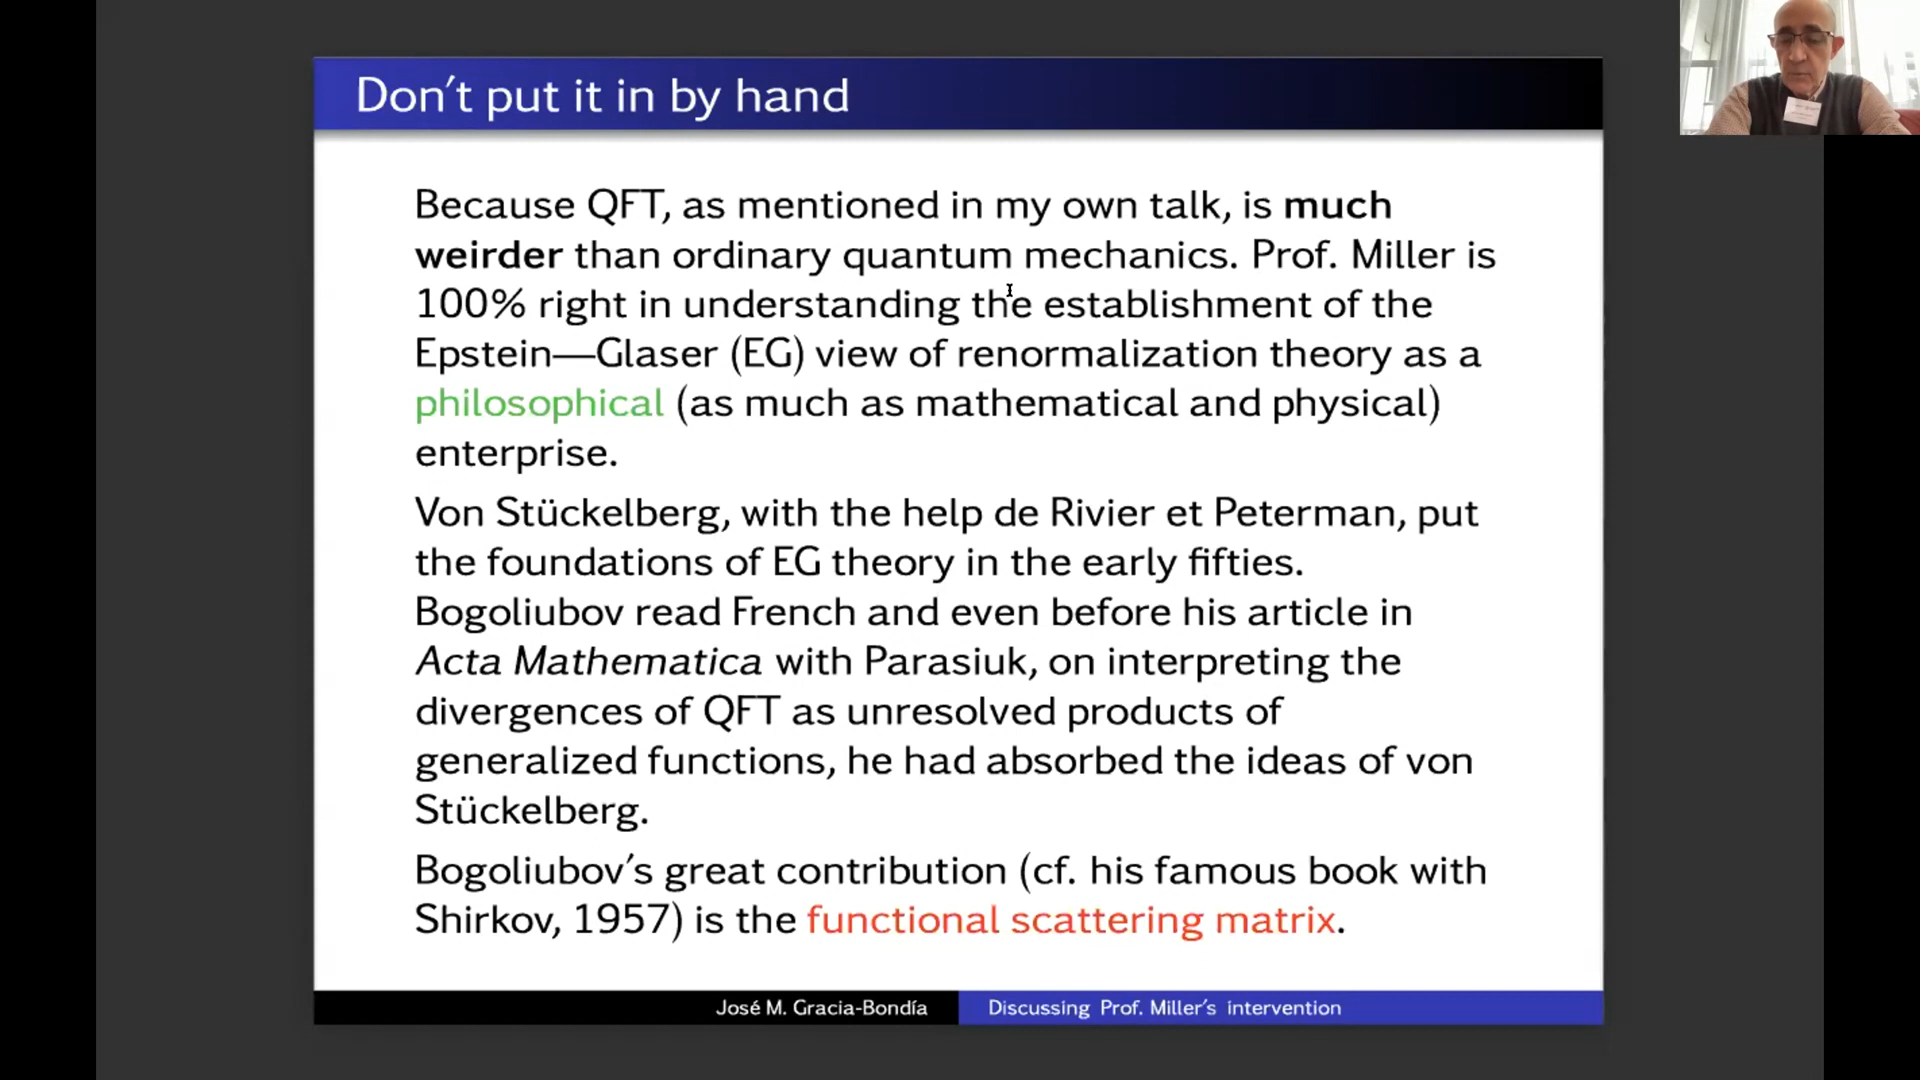 Don't put it in by hand
Because QFT, as mentioned in my own talk, is much
weirder than ordinary quantum mechanics. Prof. Miller is
100% right in understanding the establishment of the
Epstein—Glaser (EG) view of renormalization theory as a
philosophical (as much as mathematical and physical)
enterprise.
Von Stückelberg, with the help de Rivier et Peterman, put
the foundations of EG theory in the early fifties.
Bogoliubov read French and even before his article in
Acta Mathematica with Parasiuk, on interpreting the
divergences of QFT as unresolved products of
generalized functions, he had absorbed the ideas of von
Stückelberg.
Bogoliubov's great contribution (cf. his famous book with
Shirkov, 1957) is the functional scattering matrix.
José M. Gracia-Bondía
Discussing Prof. Miller's intervention